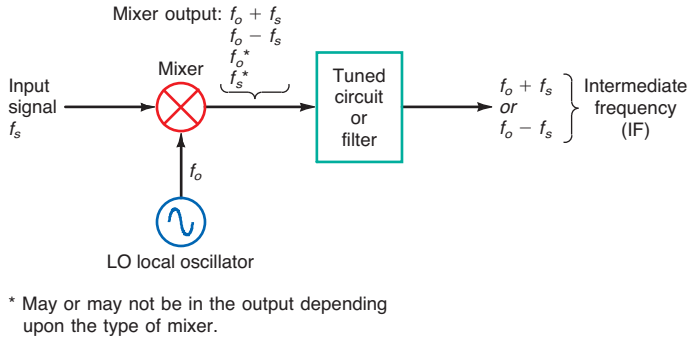 Mixer output: fo + fs
fo − fs
fo*
fs*
Mixer
Input
signal
fs
Tuned
circuit
or
filter
fo + fs
or
fo − fs
Intermediate
frequency
(IF)
fo
LO local oscillator
* May or may not be in the output depending
upon the type of mixer.